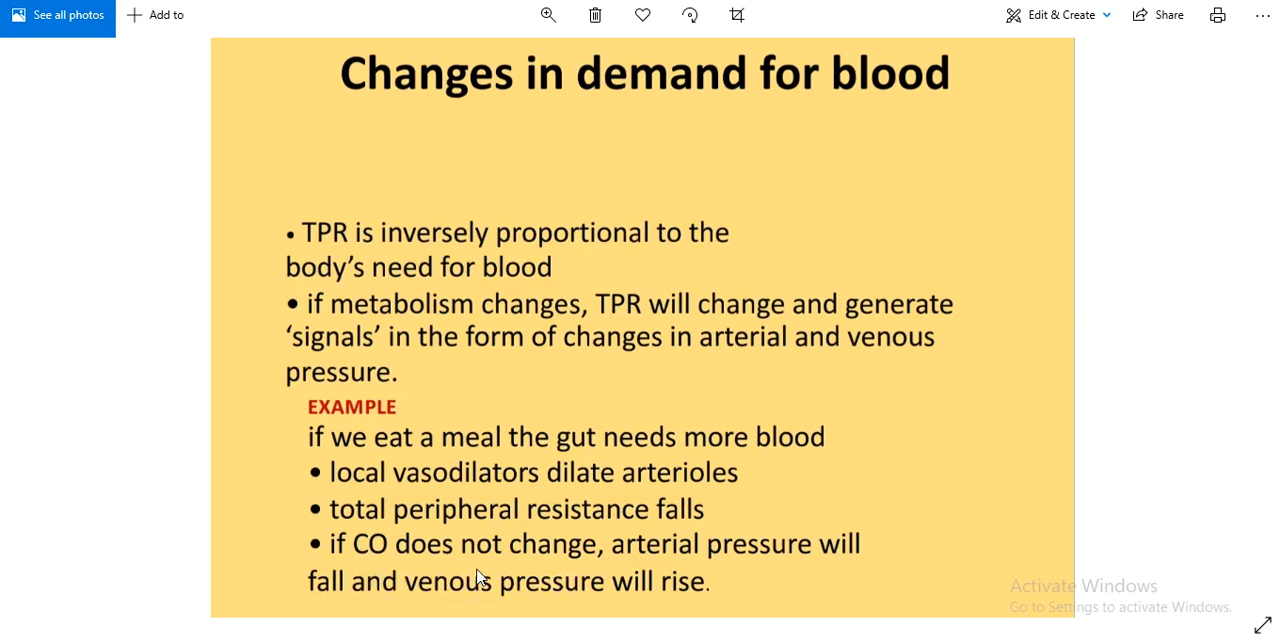 See all photos
Add to
Edit & Create
Share
Changes in demand for blood
• TPR is inversely proportional to the
body’s need for blood
• if metabolism changes, TPR will change and generate
‘signals’ in the form of changes in arterial and venous
pressure.
EXAMPLE
if we eat a meal the gut needs more blood
• local vasodilators dilate arterioles
• total peripheral resistance falls
• if CO does not change, arterial pressure will
fall and venous pressure will rise.
Activate Windows
Go to Settings to activate Windows.